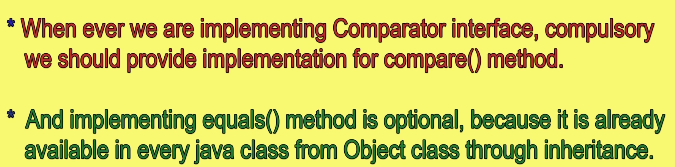 * When ever we are implementing Comparator interface, compulsory
we should provide implementation for compare() method.
* And implementing equals() method is optional, because it is already
available in every java class from Object class through inheritance.